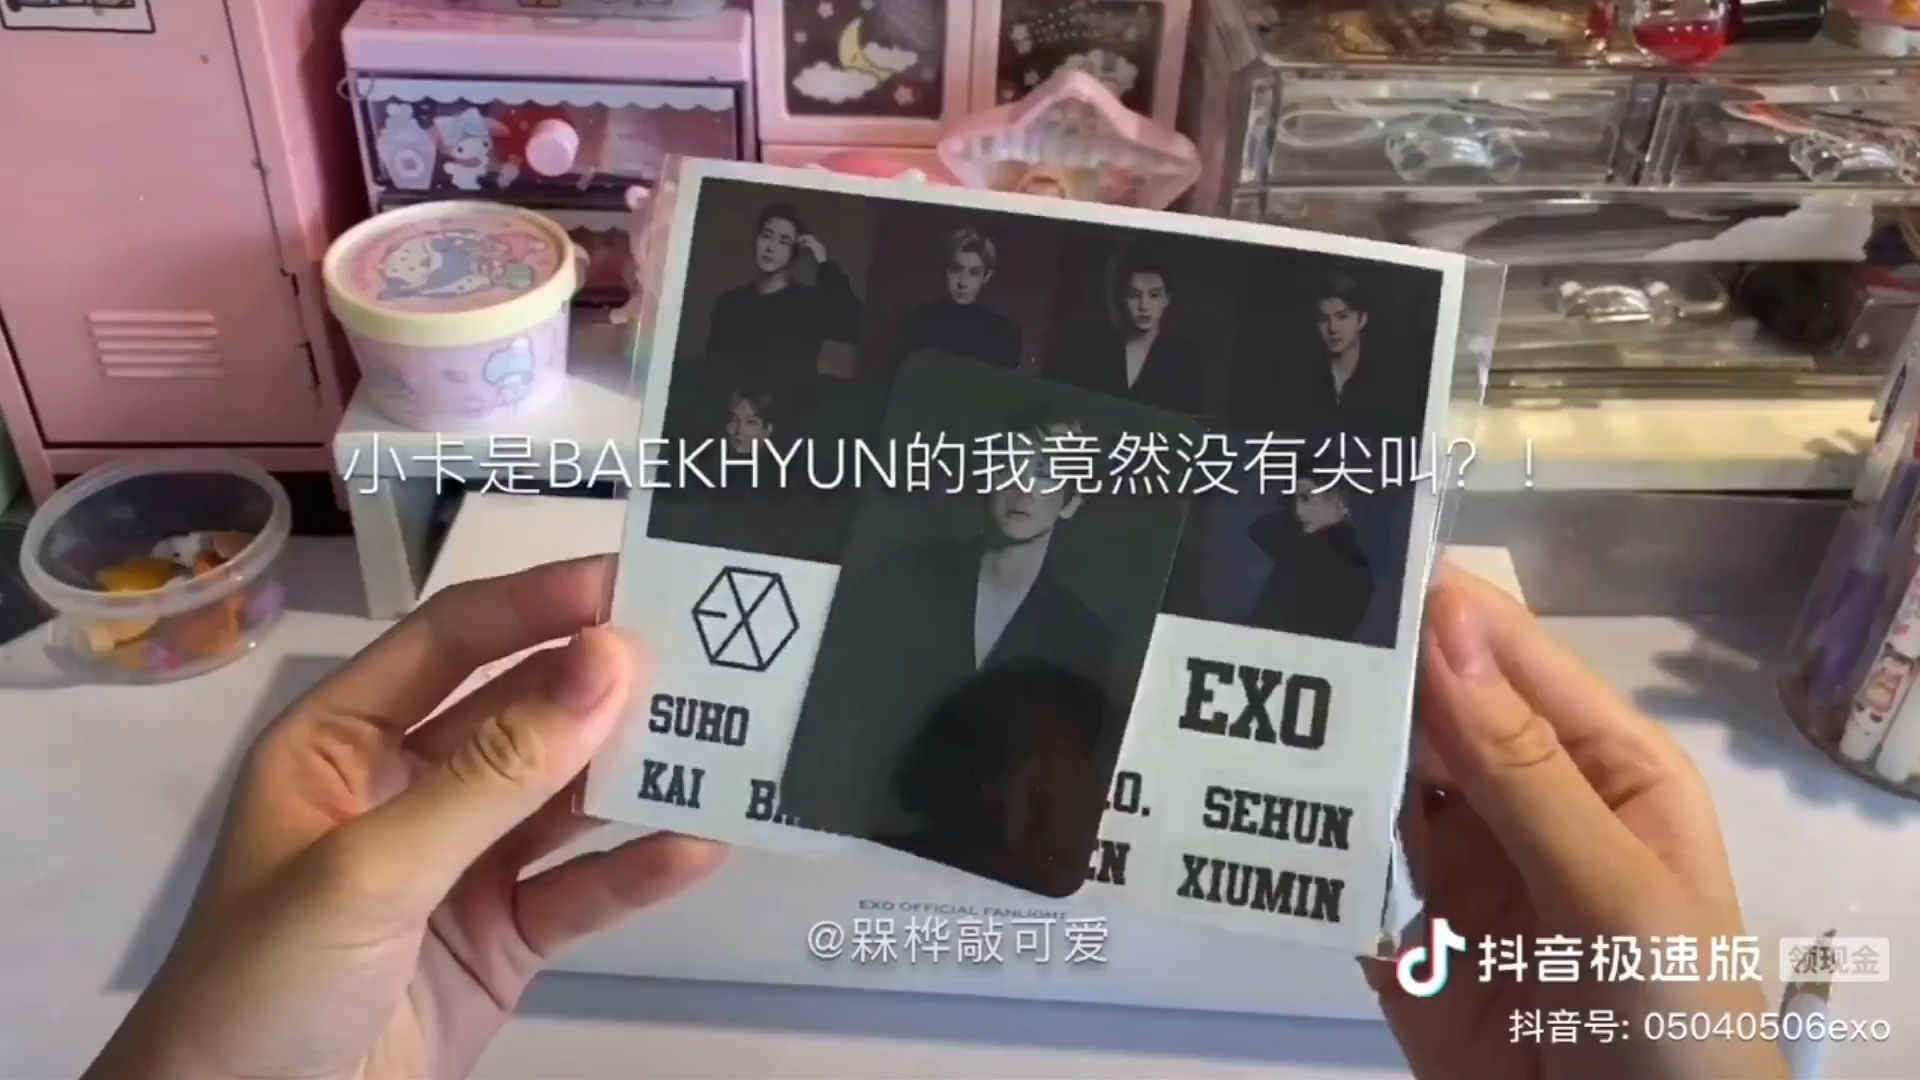 小卡是BAEKHYUN的我竟然没有尖叫？！
EXO
SUHO
KAI
SEHUN
XIUMIN
EXO OFFICIAL FANLIGHT
@槑桦敲可爱
抖音极速版 领现金
抖音号: 05040506exo